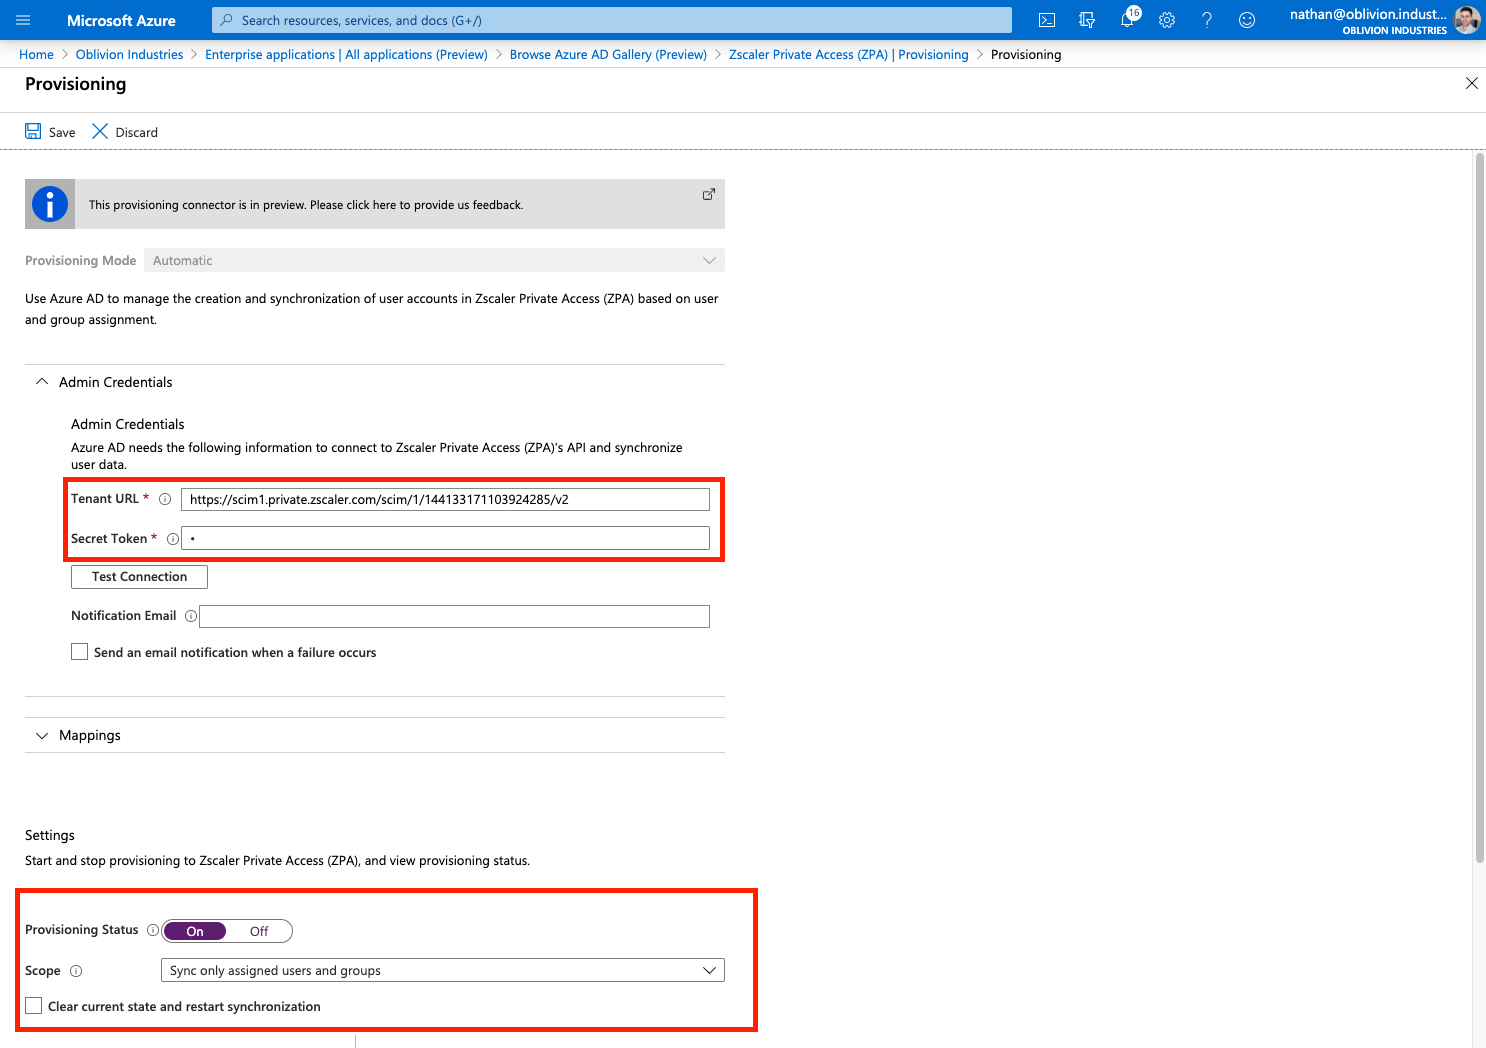 Microsoft Azure
Search resources, services, and docs (G+/)
16
nathan@oblivion.indust...
OBLIVION INDUSTRIES
Home > Oblivion Industries > Enterprise applications | All applications (Preview) > Browse Azure AD Gallery (Preview) > Zscaler Private Access (ZPA) | Provisioning > Provisioning
Provisioning
Save Discard
This provisioning connector is in preview. Please click here to provide us feedback.
Provisioning Mode Automatic
Use Azure AD to manage the creation and synchronization of user accounts in Zscaler Private Access (ZPA) based on user
and group assignment.
Admin Credentials
Admin Credentials
Azure AD needs the following information to connect to Zscaler Private Access (ZPA)'s API and synchronize
user data.
Tenant URL * https://scim1.private.zscaler.com/scim/1/144133171103924285/v2
Secret Token * •
Test Connection
Notification Email
Send an email notification when a failure occurs
Mappings
Settings
Start and stop provisioning to Zscaler Private Access (ZPA), and view provisioning status.
Provisioning Status On Off
Scope Sync only assigned users and groups
Clear current state and restart synchronization